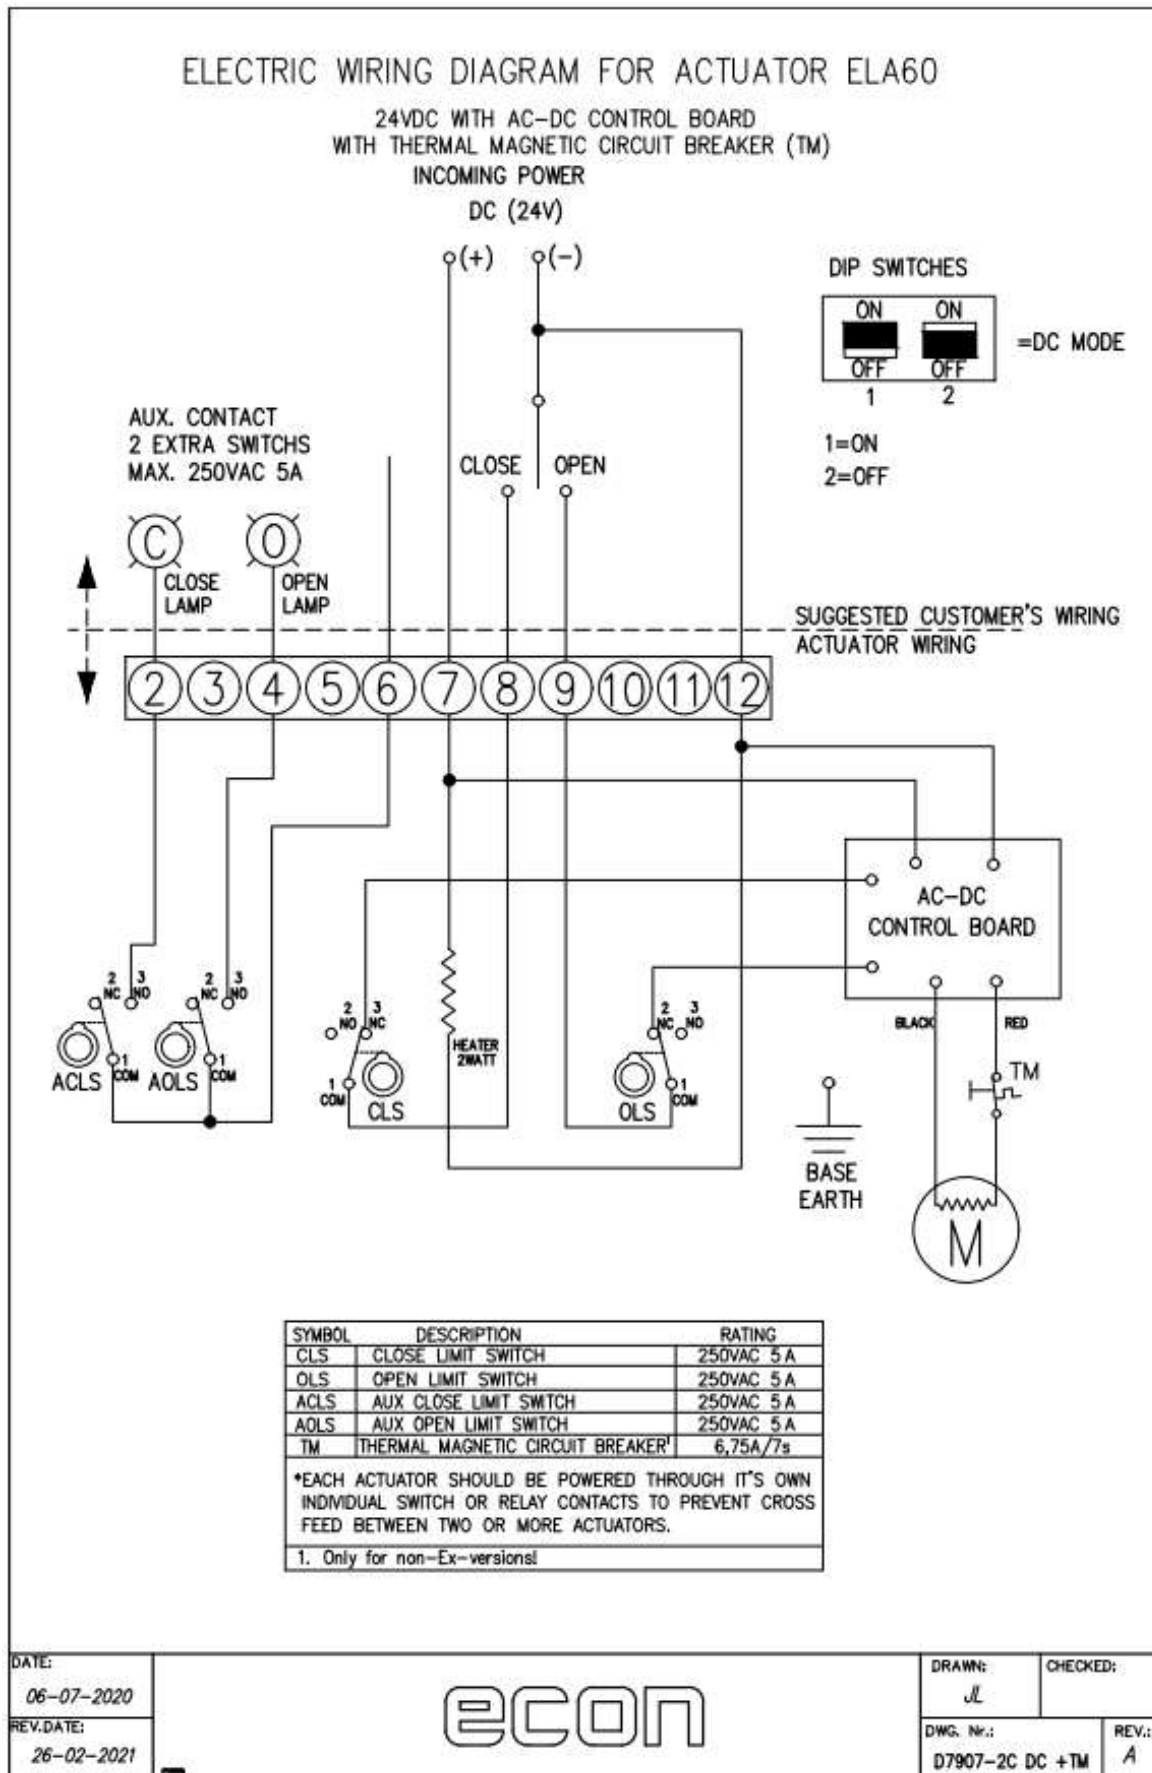 ELECTRIC WIRING DIAGRAM FOR ACTUATOR ELA60
24VDC WITH AC-DC CONTROL BOARD
WITH THERMAL MAGNETIC CIRCUIT BREAKER (TM)
INCOMING POWER
DC (24V)
(+) (-)
DIP SWITCHES
ON ON
OFF OFF
1 2
=DC MODE
1=ON
2=OFF
AUX. CONTACT
2 EXTRA SWITCHS
MAX. 250VAC 5A
CLOSE OPEN
C O
CLOSE
LAMP
OPEN
LAMP
SUGGESTED CUSTOMER'S WIRING
ACTUATOR WIRING
2 3 4 5 6 7 8 9 10 11 12
AC-DC
CONTROL BOARD
BLACK RED
2 NC 3 NO
1 COM
ACLS
2 NC 3 NO
1 COM
AOLS
2 NO 3 NC
1 COM
CLS
HEATER
2WATT
2 NC 3 NO
1 COM
OLS
TM
BASE
EARTH
M
SYMBOL DESCRIPTION RATING
CLS CLOSE LIMIT SWITCH 250VAC 5A
OLS OPEN LIMIT SWITCH 250VAC 5A
ACLS AUX CLOSE LIMIT SWITCH 250VAC 5A
AOLS AUX OPEN LIMIT SWITCH 250VAC 5A
TM THERMAL MAGNETIC CIRCUIT BREAKER¹ 6,75A/7s
*EACH ACTUATOR SHOULD BE POWERED THROUGH IT'S OWN
INDIVIDUAL SWITCH OR RELAY CONTACTS TO PREVENT CROSS
FEED BETWEEN TWO OR MORE ACTUATORS.
1. Only for non-Ex-versions!
DATE:
06-07-2020
REV.DATE:
26-02-2021
econ
DRAWN:
JL
CHECKED:
DWG. Nr.:
D7907-2C DC +TM
REV.:
A